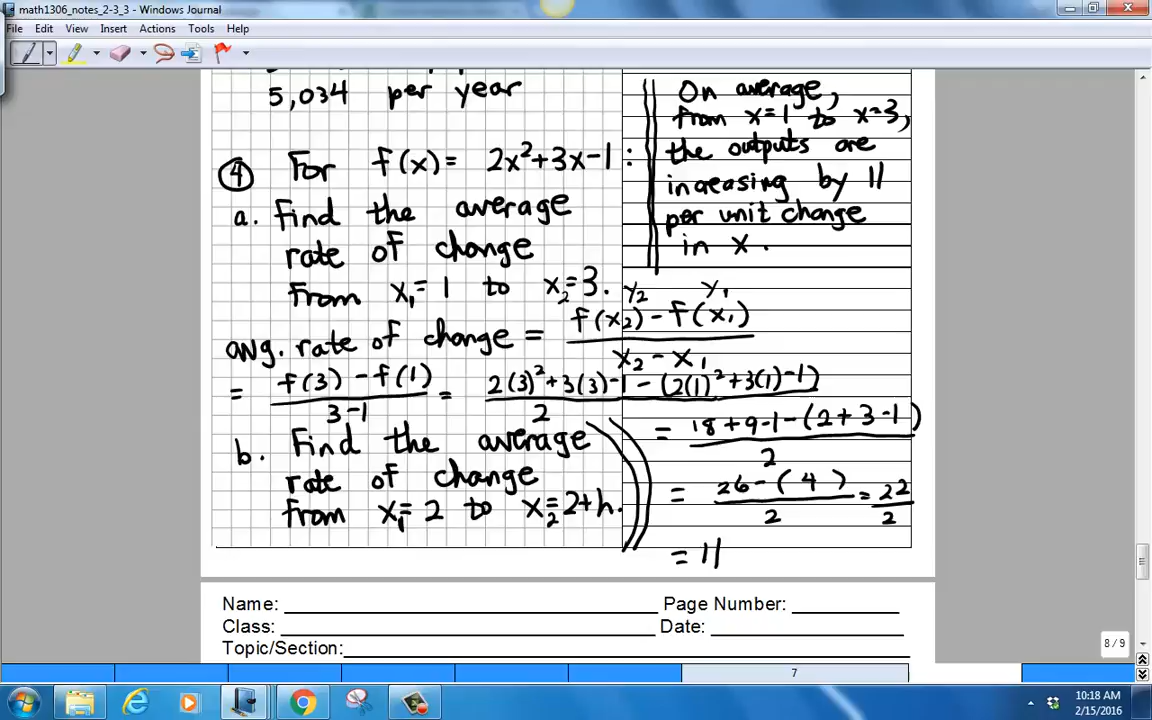 math1306_notes_2-3_3 - Windows Journal
File Edit View Insert Actions Tools Help
5,034 per year
④ For f(x) = 2x²+3x-1 :
a. Find the average
rate of change
from x₁= 1 to x₂=3.
avg. rate of change = f(x₂) - f(x₁) / x₂ - x₁
y₂ y₁
= f(3) - f(1) / 3-1 = 2(3)²+3(3)-1 - (2(1)²+3(1)-1) / 2
= 18+9-1-(2+3-1) / 2
= 26-(4) / 2 = 22 / 2
= 11
On average,
from x=1 to x=3,
the outputs are
increasing by 11
per unit change
in x.
b. Find the average
rate of change
from x₁= 2 to x₂=2+h.
Name: Page Number:
Class: Date:
Topic/Section:
8 / 9
7
10:18 AM
2/15/2016